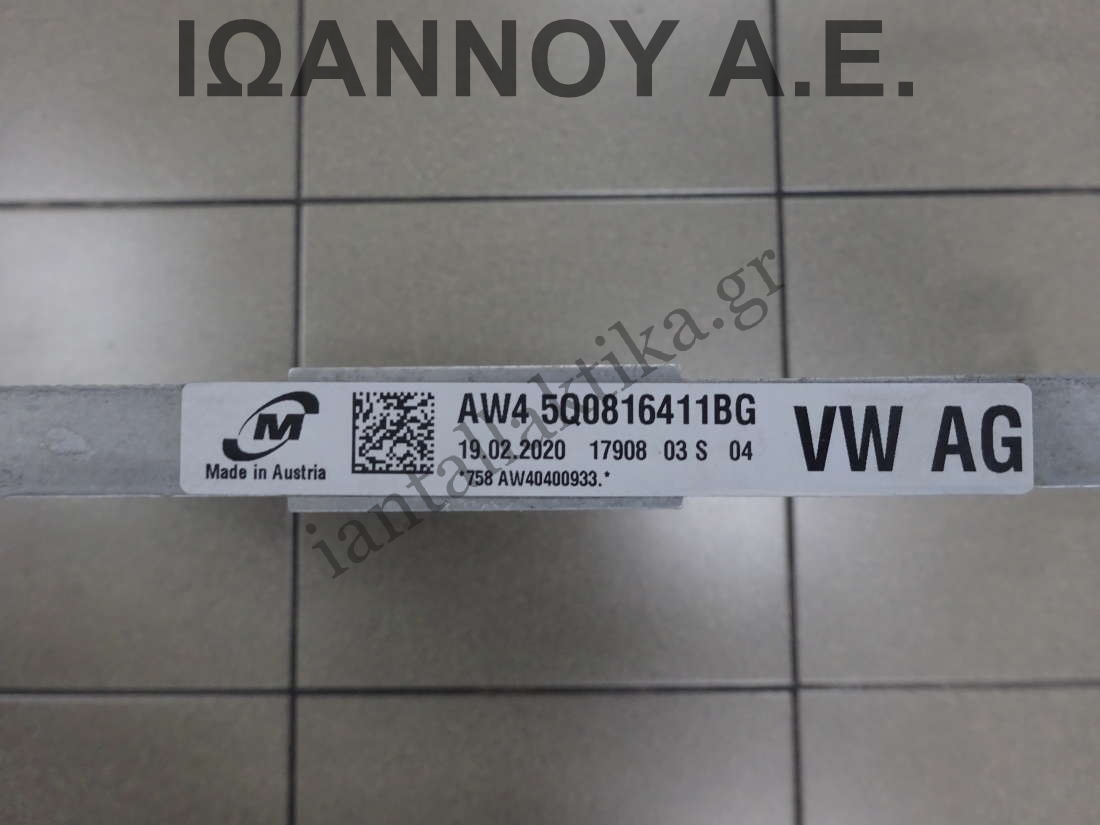 ΙΩΑΝΝΟΥ Α.Ε.
iantallaktika.gr
M
Made in Austria
AW4 5Q0816411BG
19.02.2020 17908 03 S 04
*758 AW40400933.*
VW AG